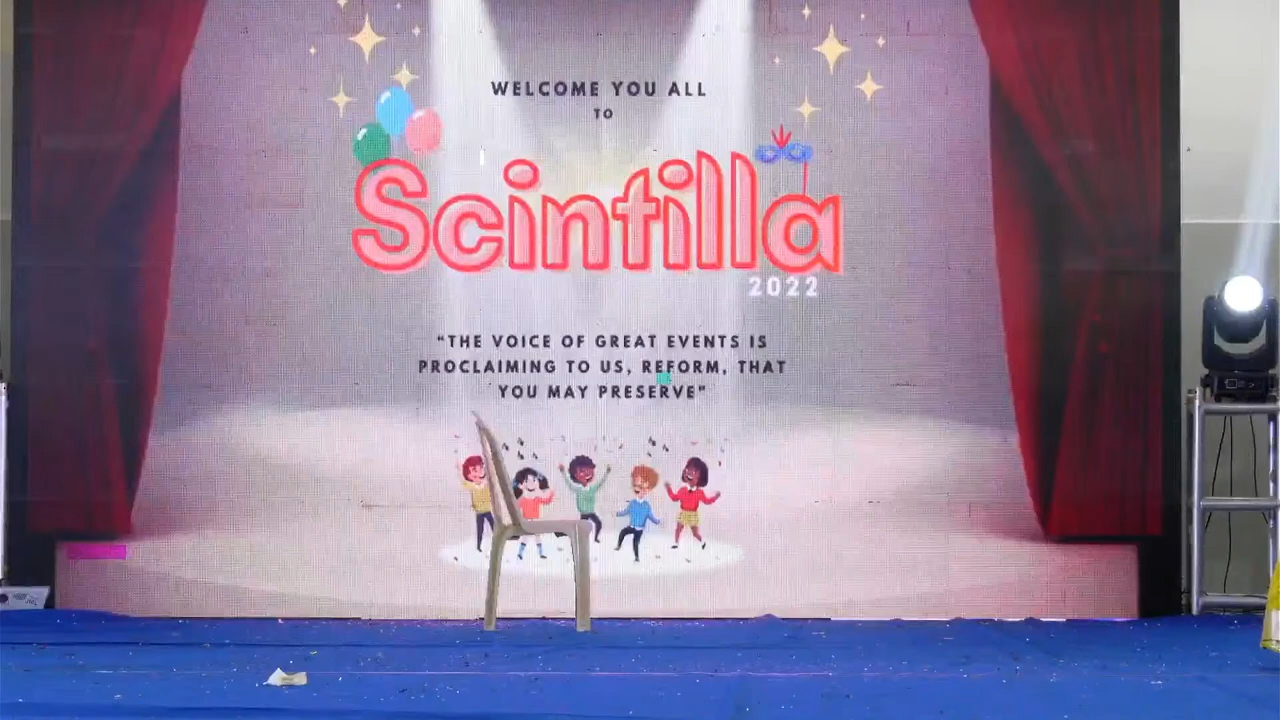 WELCOME YOU ALL
TO
Scintilla
2022
“THE VOICE OF GREAT EVENTS IS
PROCLAIMING TO US, REFORM, THAT
YOU MAY PRESERVE”